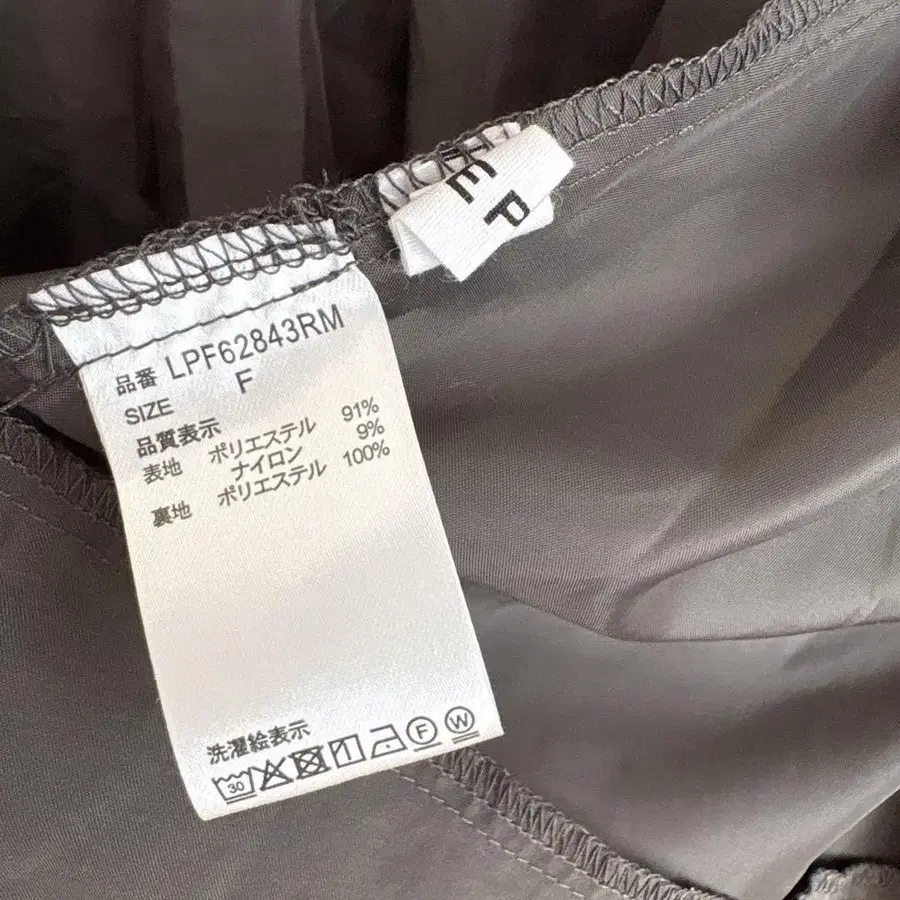 E P
品番 LPF62843RM
SIZE F
品質表示
表地 ポリエステル 91%
ナイロン 9%
裏地 ポリエステル 100%
洗濯絵表示
30 F W